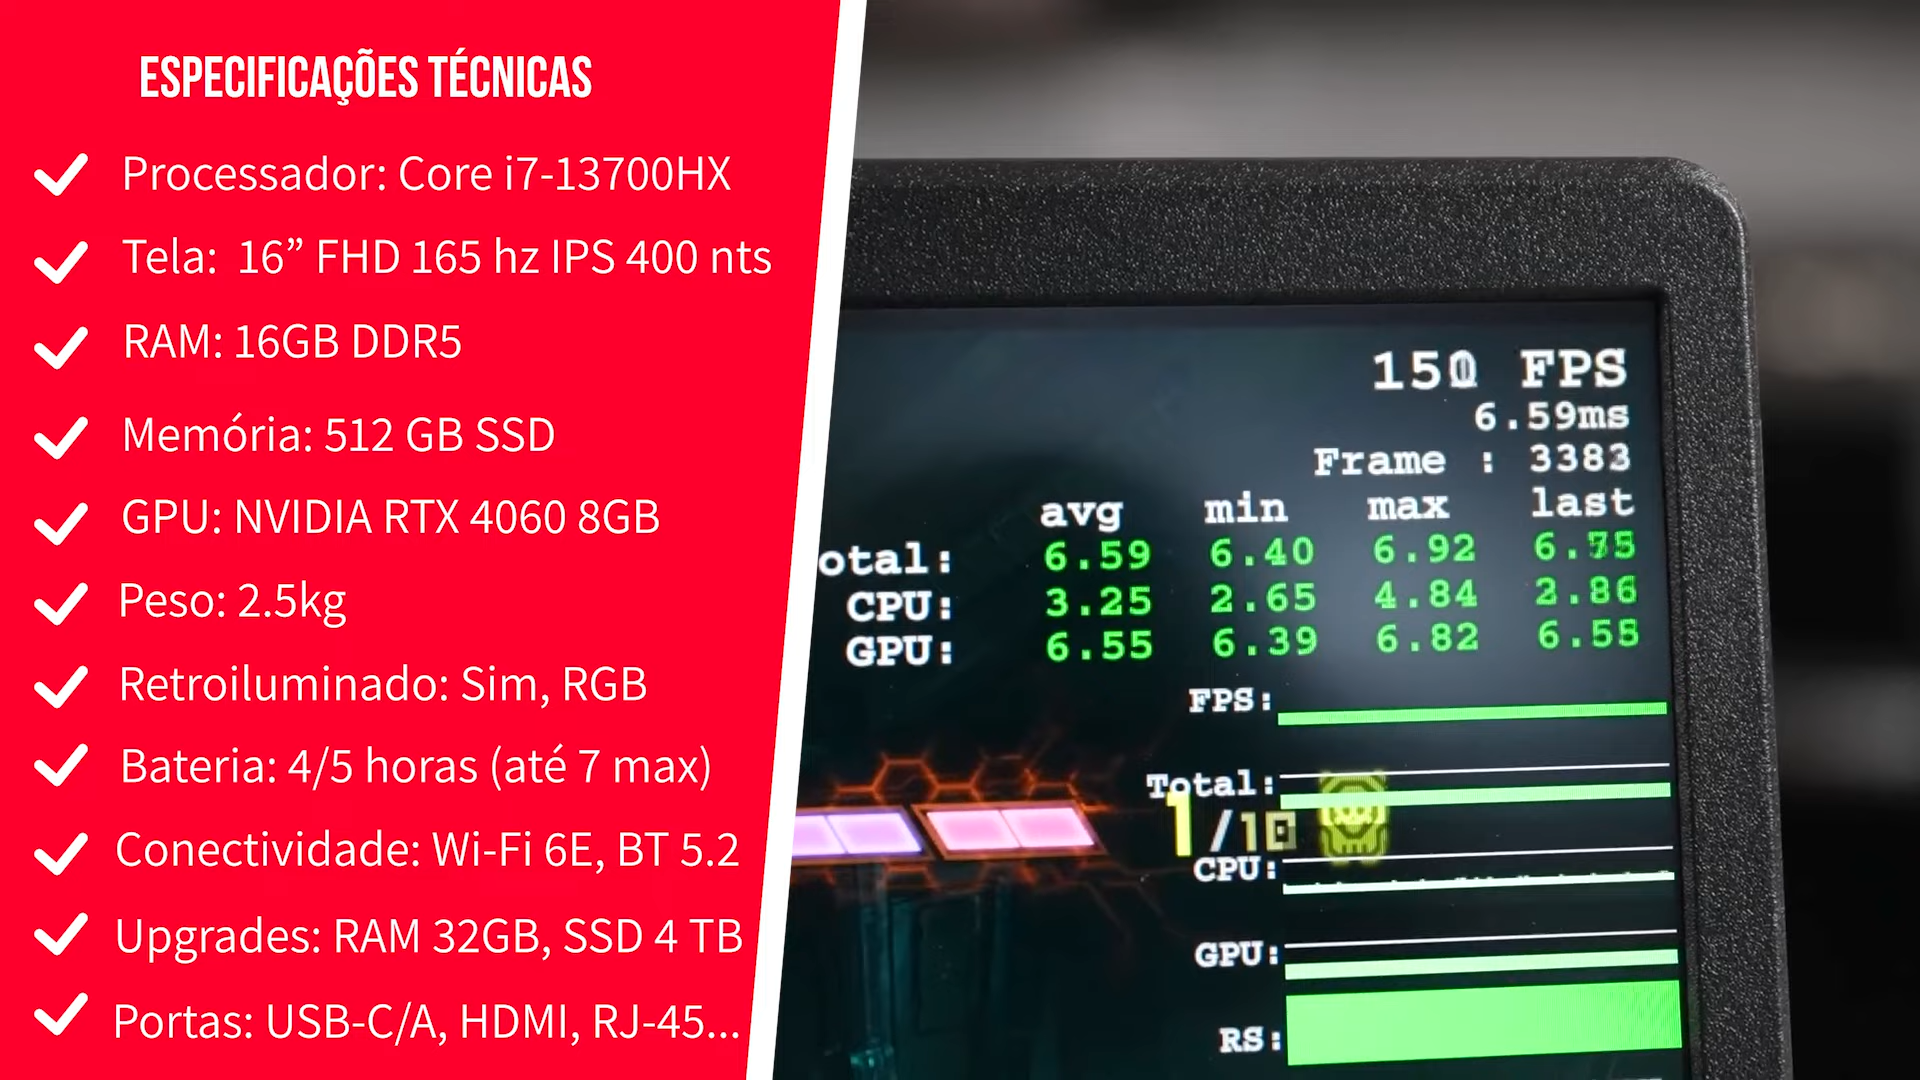 ESPECIFICAÇÕES TÉCNICAS
Processador: Core i7-13700HX
Tela: 16” FHD 165 hz IPS 400 nts
RAM: 16GB DDR5
Memória: 512 GB SSD
GPU: NVIDIA RTX 4060 8GB
Peso: 2.5kg
Retroiluminado: Sim, RGB
Bateria: 4/5 horas (até 7 max)
Conectividade: Wi-Fi 6E, BT 5.2
Upgrades: RAM 32GB, SSD 4 TB
Portas: USB-C/A, HDMI, RJ-45...
FPS
6.59ms
Frame : 3383
avg min max last
otal: 6.59 6.40 6.92 6.75
CPU: 3.25 2.65 4.84 2.86
GPU: 6.55 6.39 6.82 6.55
FPS:
Total:
1/10
CPU:
GPU:
RS: